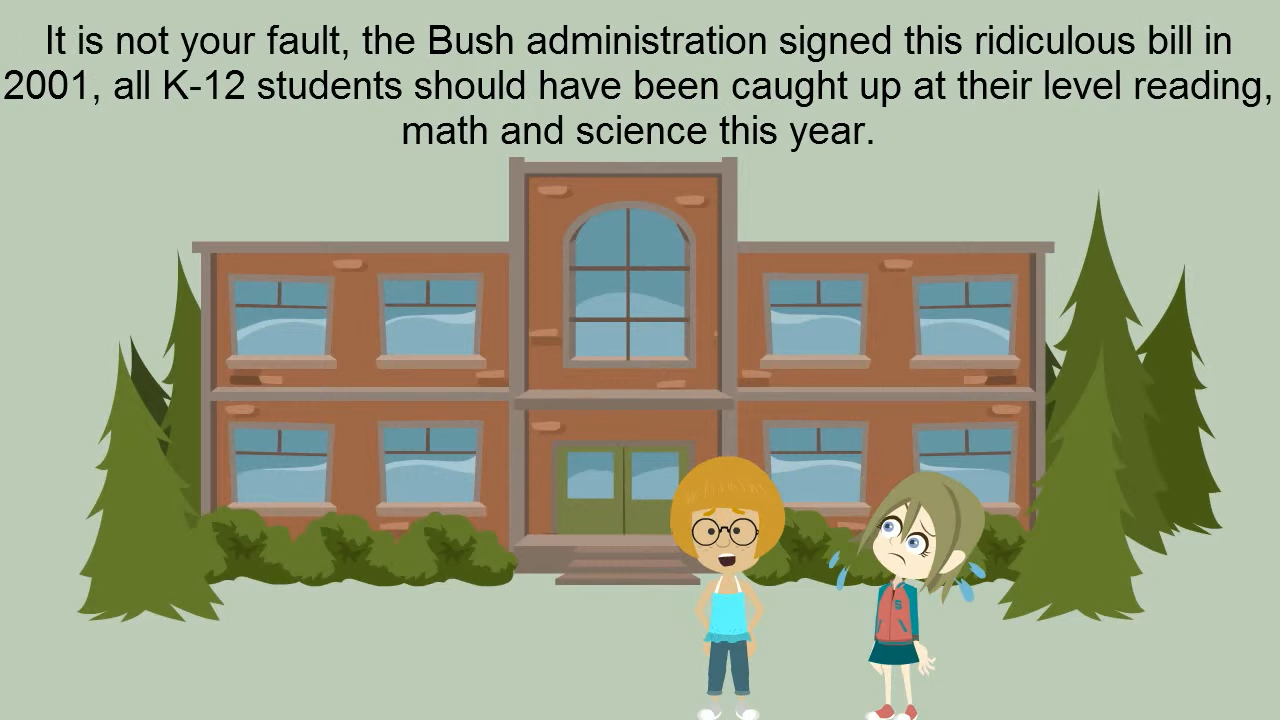 It is not your fault, the Bush administration signed this ridiculous bill in
2001, all K-12 students should have been caught up at their level reading,
math and science this year.
S